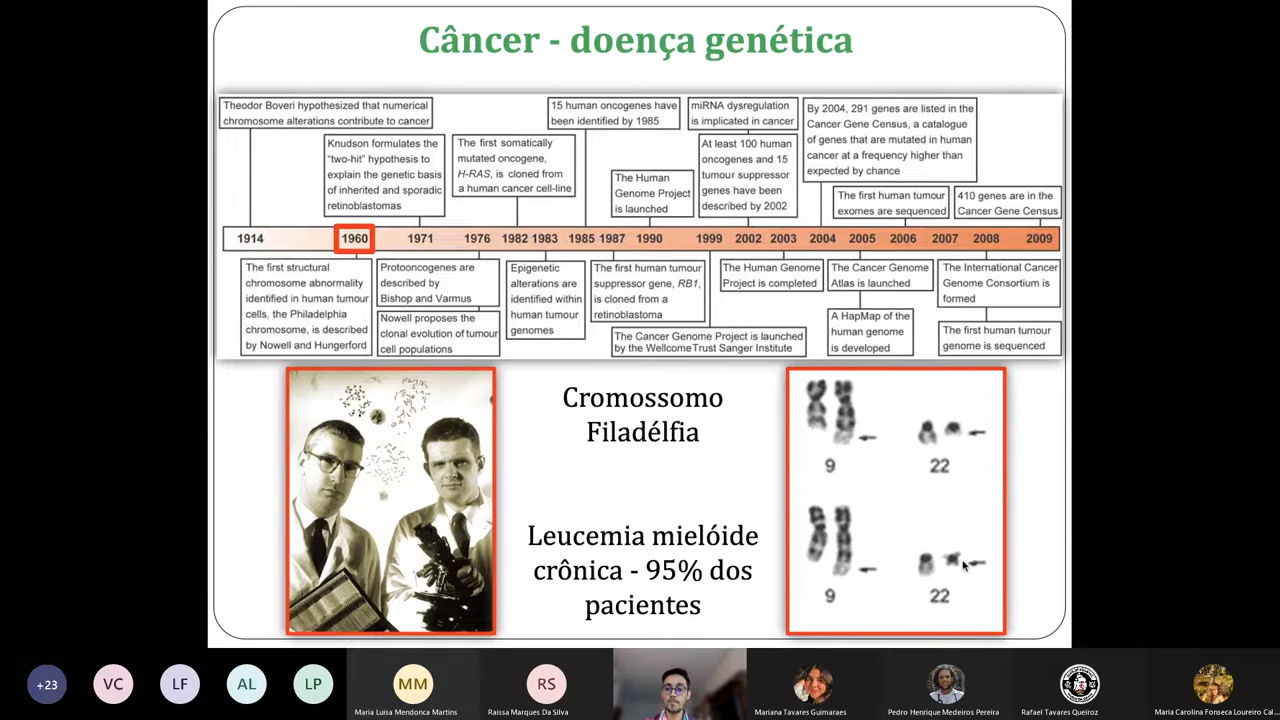 Câncer - doença genética
Theodor Boveri hypothesized that numerical
chromosome alterations contribute to cancer
Knudson formulates the
“two-hit” hypothesis to
explain the genetic basis
of inherited and sporadic
retinoblastomas
The first somatically
mutated oncogene,
H-RAS, is cloned from
a human cancer cell-line
15 human oncogenes have
been identified by 1985
The Human
Genome Project
is launched
miRNA dysregulation
is implicated in cancer
At least 100 human
oncogenes and 15
tumour suppressor
genes have been
described by 2002
By 2004, 291 genes are listed in the
Cancer Gene Census, a catalogue
of genes that are mutated in human
cancer at a frequency higher than
expected by chance
The first human tumour
exomes are sequenced
410 genes are in the
Cancer Gene Census
1914 1960 1971 1976 1982 1983 1985 1987 1990 1999 2002 2003 2004 2005 2006 2007 2008 2009
The first structural
chromosome abnormality
identified in human tumour
cells, the Philadelphia
chromosome, is described
by Nowell and Hungerford
Protooncogenes are
described by
Bishop and Varmus
Nowell proposes the
clonal evolution of tumour
cell populations
Epigenetic
alterations are
identified within
human tumour
genomes
The first human tumour
suppressor gene, RB1,
is cloned from a
retinoblastoma
The Cancer Genome Project is launched
by the WellcomeTrust Sanger Institute
The Human Genome
Project is completed
The Cancer Genome
Atlas is launched
A HapMap of the
human genome
is developed
The International Cancer
Genome Consortium is
formed
The first human tumour
genome is sequenced
Cromossomo
Filadélfia
Leucemia mielóide
crônica - 95% dos
pacientes
9 22
9 22
+23 VC LF AL LP MM RS
Maria Luisa Mendonca Martins
Raissa Marques Da Silva
Mariana Tavares Guimaraes
Pedro Henrique Medeiros Pereira
Rafael Tavares Queiroz
Maria Carolina Fonseca Loureiro Cal